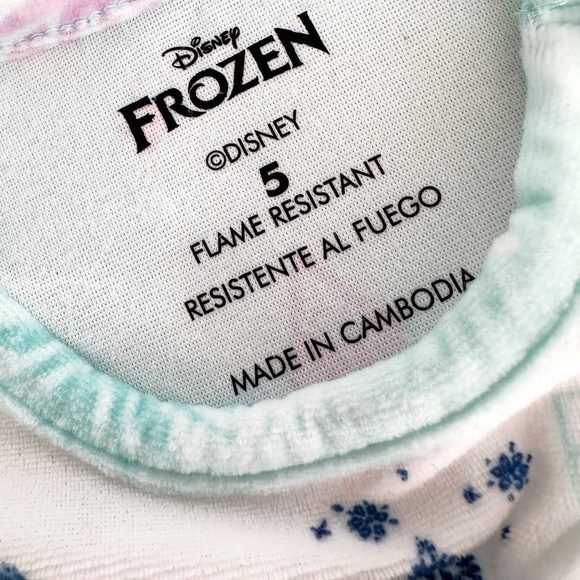 Disney
FROZEN
©DISNEY
5
FLAME RESISTANT
RESISTENTE AL FUEGO
MADE IN CAMBODIA